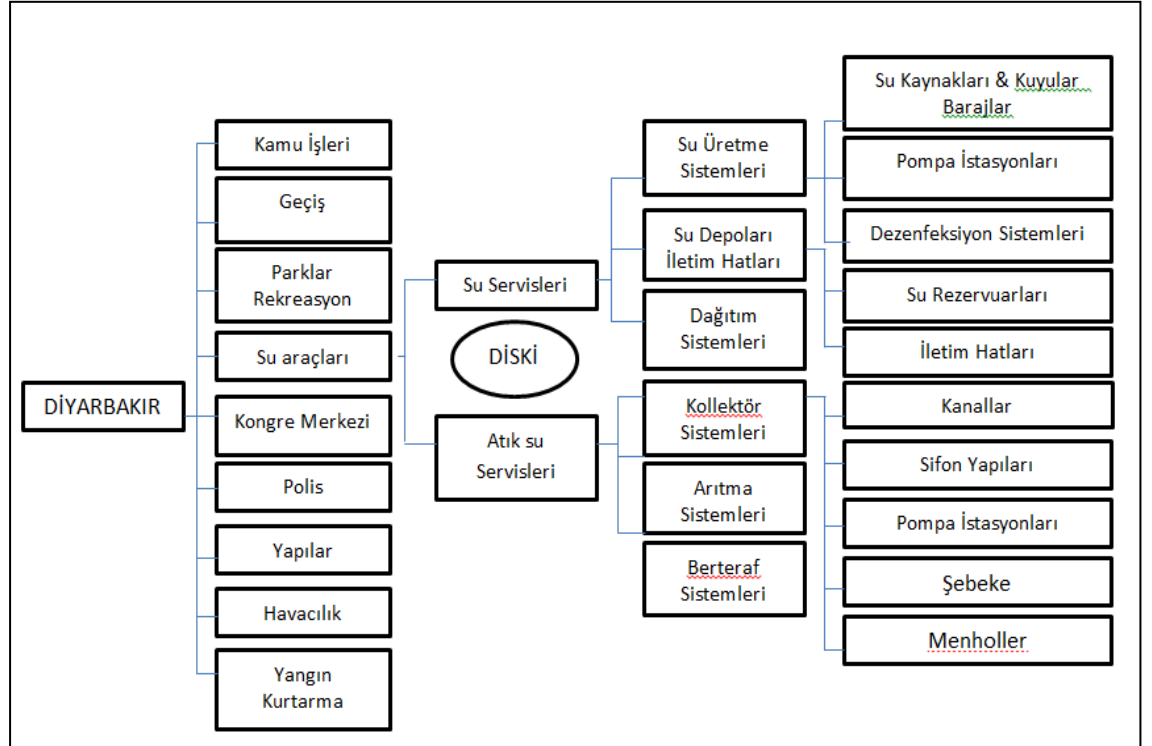 DİYARBAKIR
Kamu İşleri
Geçiş
Parklar
Rekreasyon
Su araçları
Kongre Merkezi
Polis
Yapılar
Havacılık
Yangın
Kurtarma
Su Servisleri
DİSKİ
Atık su
Servisleri
Su Üretme
Sistemleri
Su Depoları
İletim Hatları
Dağıtım
Sistemleri
Kollektör
Sistemleri
Arıtma
Sistemleri
Berteraf
Sistemleri
Su Kaynakları & Kuyular
Barajlar
Pompa İstasyonları
Dezenfeksiyon Sistemleri
Su Rezervuarları
İletim Hatları
Kanallar
Sifon Yapıları
Pompa İstasyonları
Şebeke
Menholler